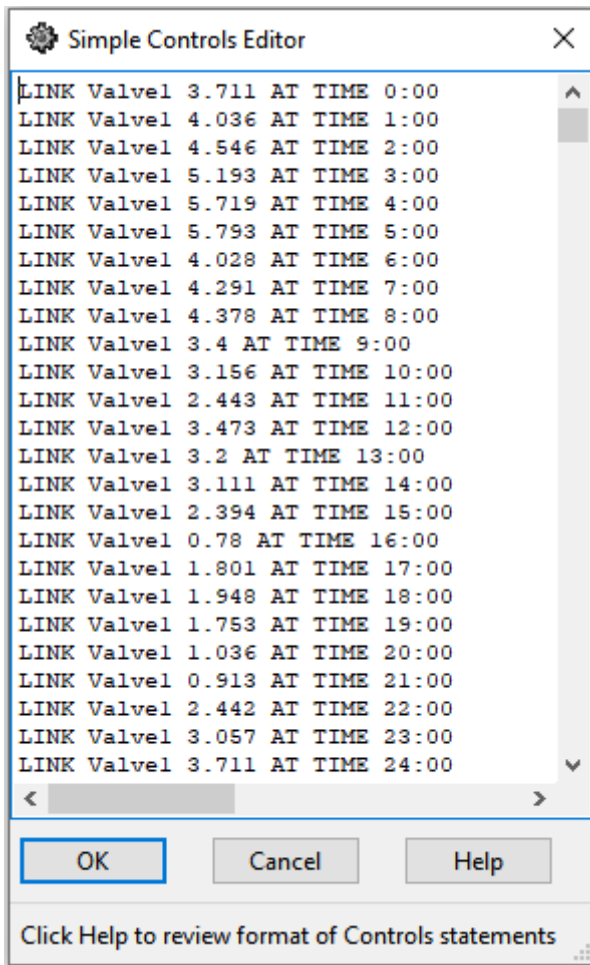 Simple Controls Editor
LINK Valve1 3.711 AT TIME 0:00
LINK Valve1 4.036 AT TIME 1:00
LINK Valve1 4.546 AT TIME 2:00
LINK Valve1 5.193 AT TIME 3:00
LINK Valve1 5.719 AT TIME 4:00
LINK Valve1 5.793 AT TIME 5:00
LINK Valve1 4.028 AT TIME 6:00
LINK Valve1 4.291 AT TIME 7:00
LINK Valve1 4.378 AT TIME 8:00
LINK Valve1 3.4 AT TIME 9:00
LINK Valve1 3.156 AT TIME 10:00
LINK Valve1 2.443 AT TIME 11:00
LINK Valve1 3.473 AT TIME 12:00
LINK Valve1 3.2 AT TIME 13:00
LINK Valve1 3.111 AT TIME 14:00
LINK Valve1 2.394 AT TIME 15:00
LINK Valve1 0.78 AT TIME 16:00
LINK Valve1 1.801 AT TIME 17:00
LINK Valve1 1.948 AT TIME 18:00
LINK Valve1 1.753 AT TIME 19:00
LINK Valve1 1.036 AT TIME 20:00
LINK Valve1 0.913 AT TIME 21:00
LINK Valve1 2.442 AT TIME 22:00
LINK Valve1 3.057 AT TIME 23:00
LINK Valve1 3.711 AT TIME 24:00
OK Cancel Help
Click Help to review format of Controls statements